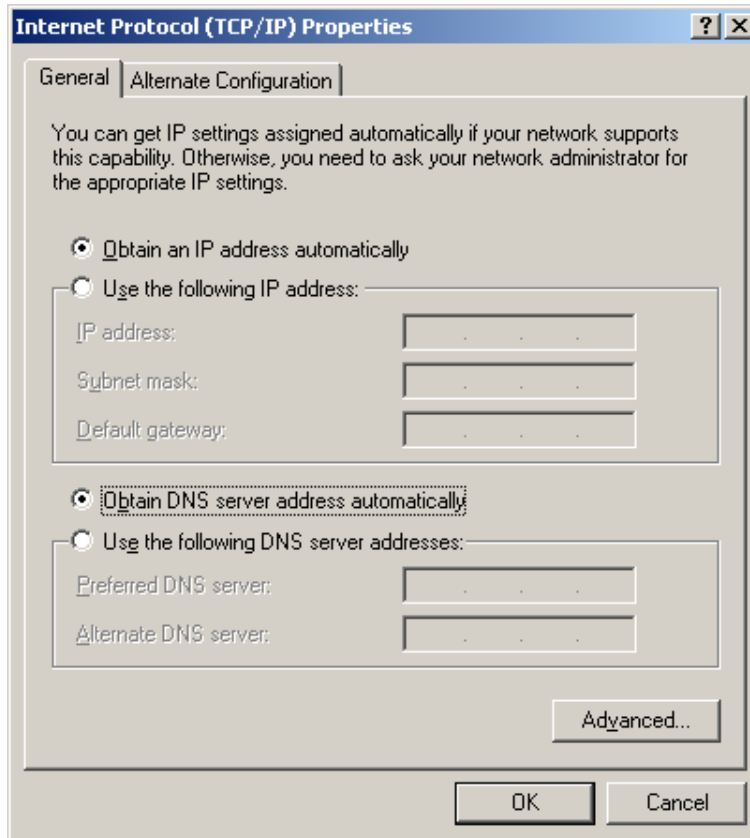 Internet Protocol (TCP/IP) Properties
General
Alternate Configuration
You can get IP settings assigned automatically if your network supports
this capability. Otherwise, you need to ask your network administrator for
the appropriate IP settings.
Obtain an IP address automatically
Use the following IP address:
IP address:
Subnet mask:
Default gateway:
Obtain DNS server address automatically
Use the following DNS server addresses:
Preferred DNS server:
Alternate DNS server:
Advanced...
OK
Cancel